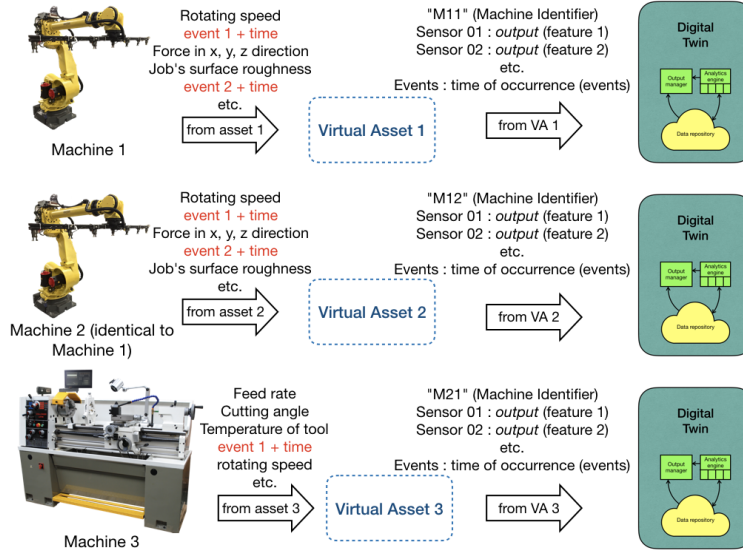 Rotating speed
event 1 + time
Force in x, y, z direction
Job's surface roughness
event 2 + time
etc.
from asset 1
Machine 1
Virtual Asset 1
"M11" (Machine Identifier)
Sensor 01 : output (feature 1)
Sensor 02 : output (feature 2)
etc.
Events : time of occurrence (events)
from VA 1
Digital
Twin
Output
manager
Analytics
engine
Data repository
Rotating speed
event 1 + time
Force in x, y, z direction
event 2 + time
Job's surface roughness
etc.
from asset 2
Machine 2 (identical to
Machine 1)
Virtual Asset 2
"M12" (Machine Identifier)
Sensor 01 : output (feature 1)
Sensor 02 : output (feature 2)
etc.
Events : time of occurrence (events)
from VA 2
Digital
Twin
Output
manager
Analytics
engine
Data repository
Feed rate
Cutting angle
Temperature of tool
event 1 + time
rotating speed
etc.
from asset 3
Machine 3
Virtual Asset 3
"M21" (Machine Identifier)
Sensor 01 : output (feature 1)
Sensor 02 : output (feature 2)
etc.
Events : time of occurrence (events)
from VA 3
Digital
Twin
Output
manager
Analytics
engine
Data repository